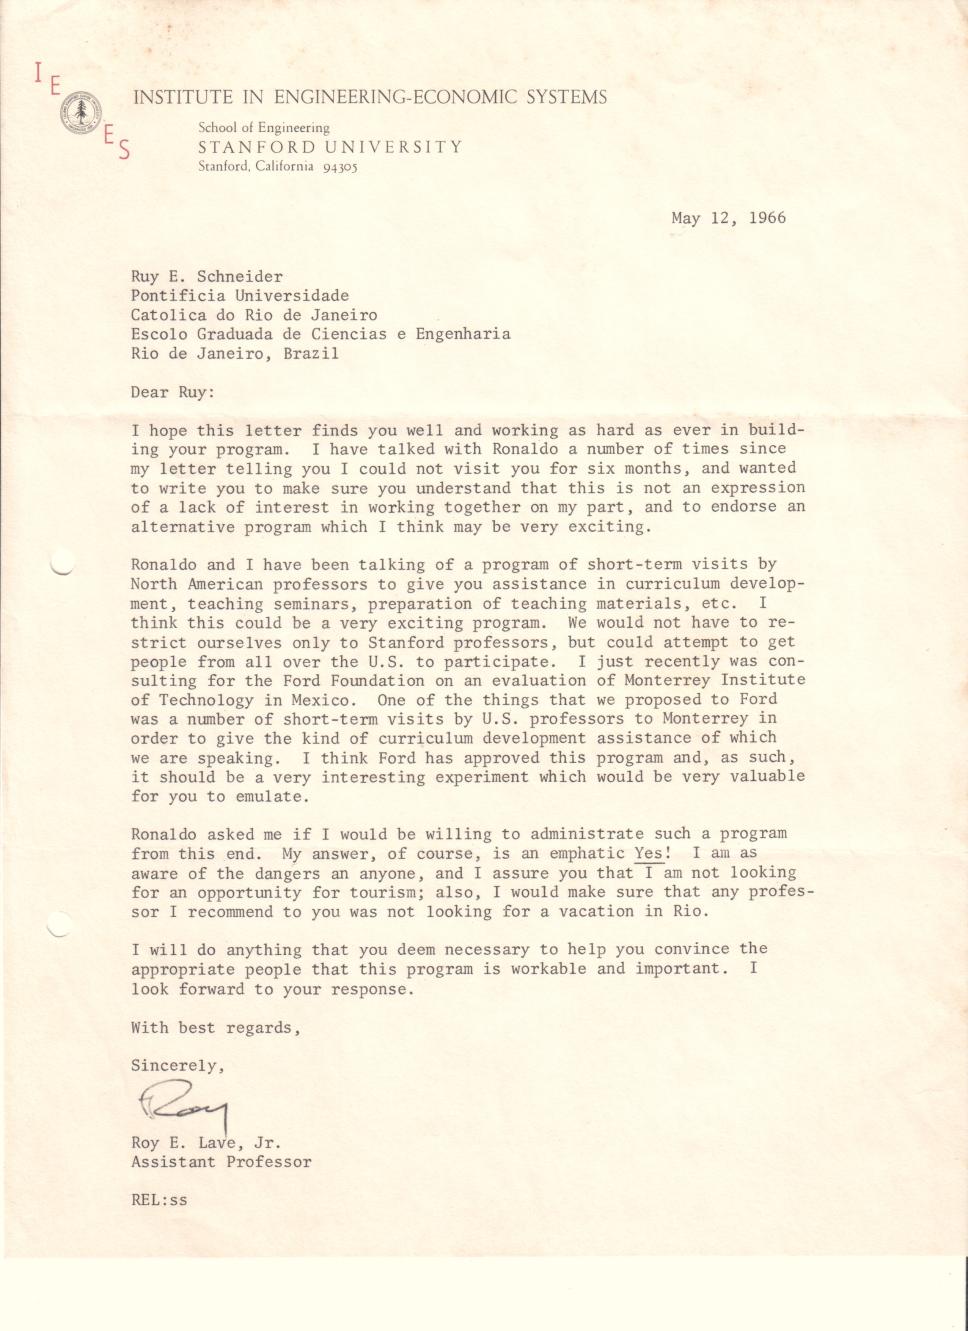 I
E
E
S
INSTITUTE IN ENGINEERING-ECONOMIC SYSTEMS
School of Engineering
STANFORD UNIVERSITY
Stanford, California 94305
May 12, 1966
Ruy E. Schneider
Pontificia Universidade
Catolica do Rio de Janeiro
Escolo Graduada de Ciencias e Engenharia
Rio de Janeiro, Brazil
Dear Ruy:
I hope this letter finds you well and working as hard as ever in build-
ing your program.  I have talked with Ronaldo a number of times since
my letter telling you I could not visit you for six months, and wanted
to write you to make sure you understand that this is not an expression
of a lack of interest in working together on my part, and to endorse an
alternative program which I think may be very exciting.
Ronaldo and I have been talking of a program of short-term visits by
North American professors to give you assistance in curriculum develop-
ment, teaching seminars, preparation of teaching materials, etc.  I
think this could be a very exciting program.  We would not have to re-
strict ourselves only to Stanford professors, but could attempt to get
people from all over the U.S. to participate.  I just recently was con-
sulting for the Ford Foundation on an evaluation of Monterrey Institute
of Technology in Mexico.  One of the things that we proposed to Ford
was a number of short-term visits by U.S. professors to Monterrey in
order to give the kind of curriculum development assistance of which
we are speaking.  I think Ford has approved this program and, as such,
it should be a very interesting experiment which would be very valuable
for you to emulate.
Ronaldo asked me if I would be willing to administrate such a program
from this end.  My answer, of course, is an emphatic Yes!  I am as
aware of the dangers an anyone, and I assure you that I am not looking
for an opportunity for tourism; also, I would make sure that any profes-
sor I recommend to you was not looking for a vacation in Rio.
I will do anything that you deem necessary to help you convince the
appropriate people that this program is workable and important.  I
look forward to your response.
With best regards,
Sincerely,
Roy
Roy E. Lave, Jr.
Assistant Professor
REL:ss